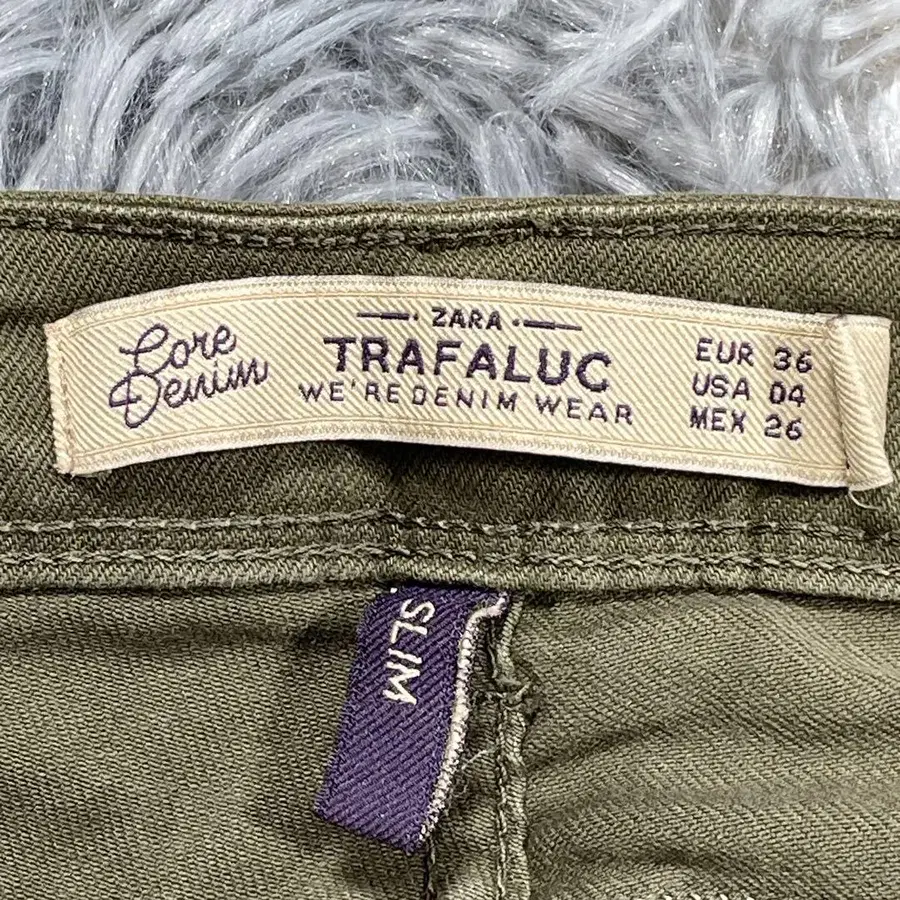 Core
Denim
ZARA
TRAFALUC
WE'RE DENIM WEAR
EUR 36
USA 04
MEX 26
SLIM